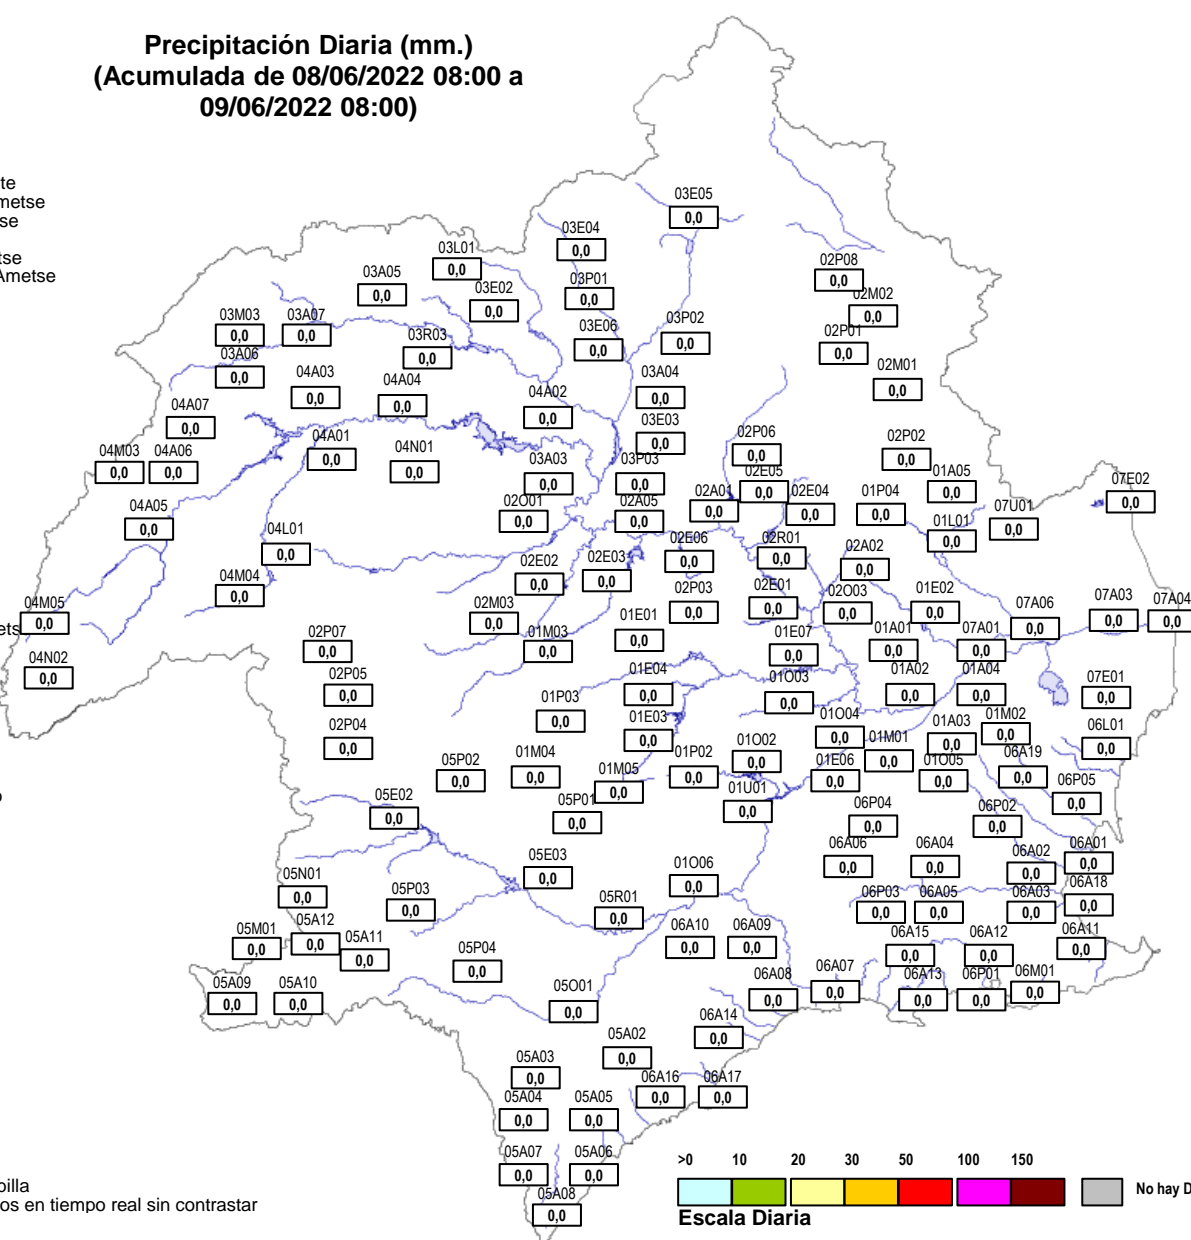 Precipitación Diaria (mm.)
(Acumulada de 08/06/2022 08:00 a
09/06/2022 08:00)
te
metse
se
tse
Ametse
03E05
0,0
03E04
0,0
03L01
0,0
02P08
0,0
03A05
0,0
03P01
0,0
03E02
0,0
02M02
0,0
03M03
0,0
03A07
0,0
03P02
0,0
03E06
0,0
02P01
0,0
03R03
0,0
03A06
0,0
02M01
0,0
04A03
0,0
04A04
0,0
03A04
0,0
04A02
0,0
04A07
0,0
03E03
0,0
04A01
0,0
02P06
0,0
02P02
0,0
04M03
0,0
04A06
0,0
04N01
0,0
03A03
0,0
03P03
0,0
02E05
0,0
01A05
0,0
07E02
0,0
02O01
0,0
02A05
0,0
02A01
0,0
02E04
0,0
01P04
0,0
04A05
0,0
07U01
0,0
01L01
0,0
04L01
0,0
02E06
0,0
02R01
0,0
02A02
0,0
02E02
0,0
02E03
0,0
04M04
0,0
02P03
0,0
02E01
0,0
02O03
0,0
01E02
0,0
07A03
0,0
07A04
0,0
04M05
0,0
ets
02M03
0,0
07A06
0,0
01E01
0,0
02P07
0,0
01M03
0,0
01E07
0,0
01A01
0,0
07A01
0,0
04N02
0,0
02P05
0,0
01E04
0,0
01O03
0,0
01A02
0,0
01A04
0,0
07E01
0,0
01P03
0,0
02P04
0,0
01E03
0,0
01O04
0,0
01A03
0,0
01M02
0,0
06L01
0,0
01M01
0,0
01O02
0,0
05P02
0,0
01M04
0,0
01P02
0,0
01E06
0,0
01O05
0,0
06A19
0,0
01M05
0,0
06P05
0,0
o
05E02
0,0
05P01
0,0
01U01
0,0
06P04
0,0
06P02
0,0
05E03
0,0
06A06
0,0
06A04
0,0
06A02
0,0
06A01
0,0
01O06
0,0
05N01
0,0
05P03
0,0
05R01
0,0
06P03
0,0
06A05
0,0
06A03
0,0
06A18
0,0
05M01
0,0
05A12
0,0
05A11
0,0
06A10
0,0
06A09
0,0
06A15
0,0
06A12
0,0
06A11
0,0
05P04
0,0
05A09
0,0
05A10
0,0
05O01
0,0
06A08
0,0
06A07
0,0
06A13
0,0
06P01
0,0
06M01
0,0
06A14
0,0
05A02
0,0
05A03
0,0
06A16
0,0
06A17
0,0
05A04
0,0
05A05
0,0
05A07
0,0
05A06
0,0
05A08
0,0
oilla
os en tiempo real sin contrastar
>0 10 20 30 50 100 150
No hay D
Escala Diaria